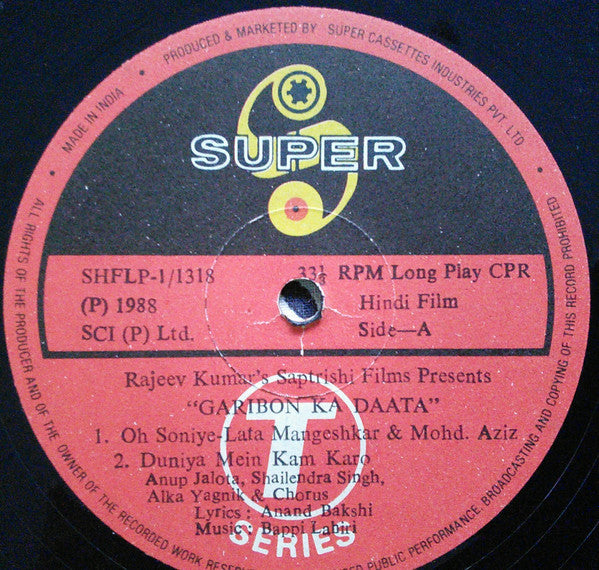 PRODUCED & MARKETED BY SUPER CASSETTES INDUSTRIES PVT. LTD
MADE IN INDIA
SUPER
SHFLP-1/1318 33⅓ RPM Long Play CPR
(P) 1988 Hindi Film
SCI (P) Ltd. Side—A
Rajeev Kumar's Saptrishi Films Presents
"GARIBON KA DAATA"
1. Oh Soniye-Lata Mangeshkar & Mohd. Aziz
2. Duniya Mein Kam Karo
Anup Jalota, Shailendra Singh,
Alka Yagnik & Chorus
Lyrics : Anand Bakshi
Music : Bappi Lahiri
T
SERIES
ALL RIGHTS OF THE PRODUCER AND OF THE OWNER OF THE RECORDED WORK RESERVED PUBLIC PERFORMANCE, BROADCASTING AND COPYING OF THIS RECORD PROHIBITED